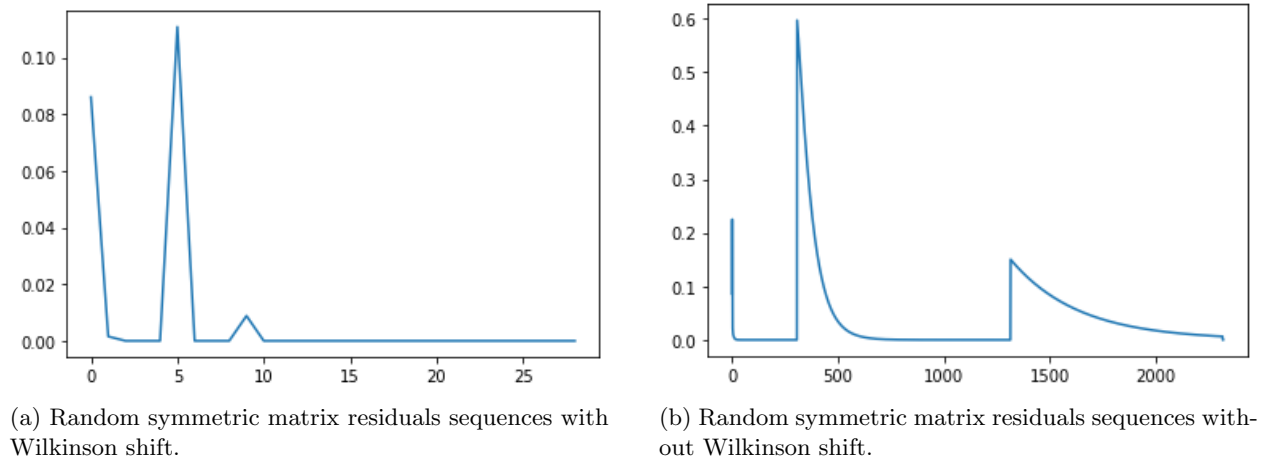 0.10
0.08
0.06
0.04
0.02
0.00
0 5 10 15 20 25
(a) Random symmetric matrix residuals sequences with
Wilkinson shift.
0.6
0.5
0.4
0.3
0.2
0.1
0.0
0 500 1000 1500 2000
(b) Random symmetric matrix residuals sequences with-
out Wilkinson shift.